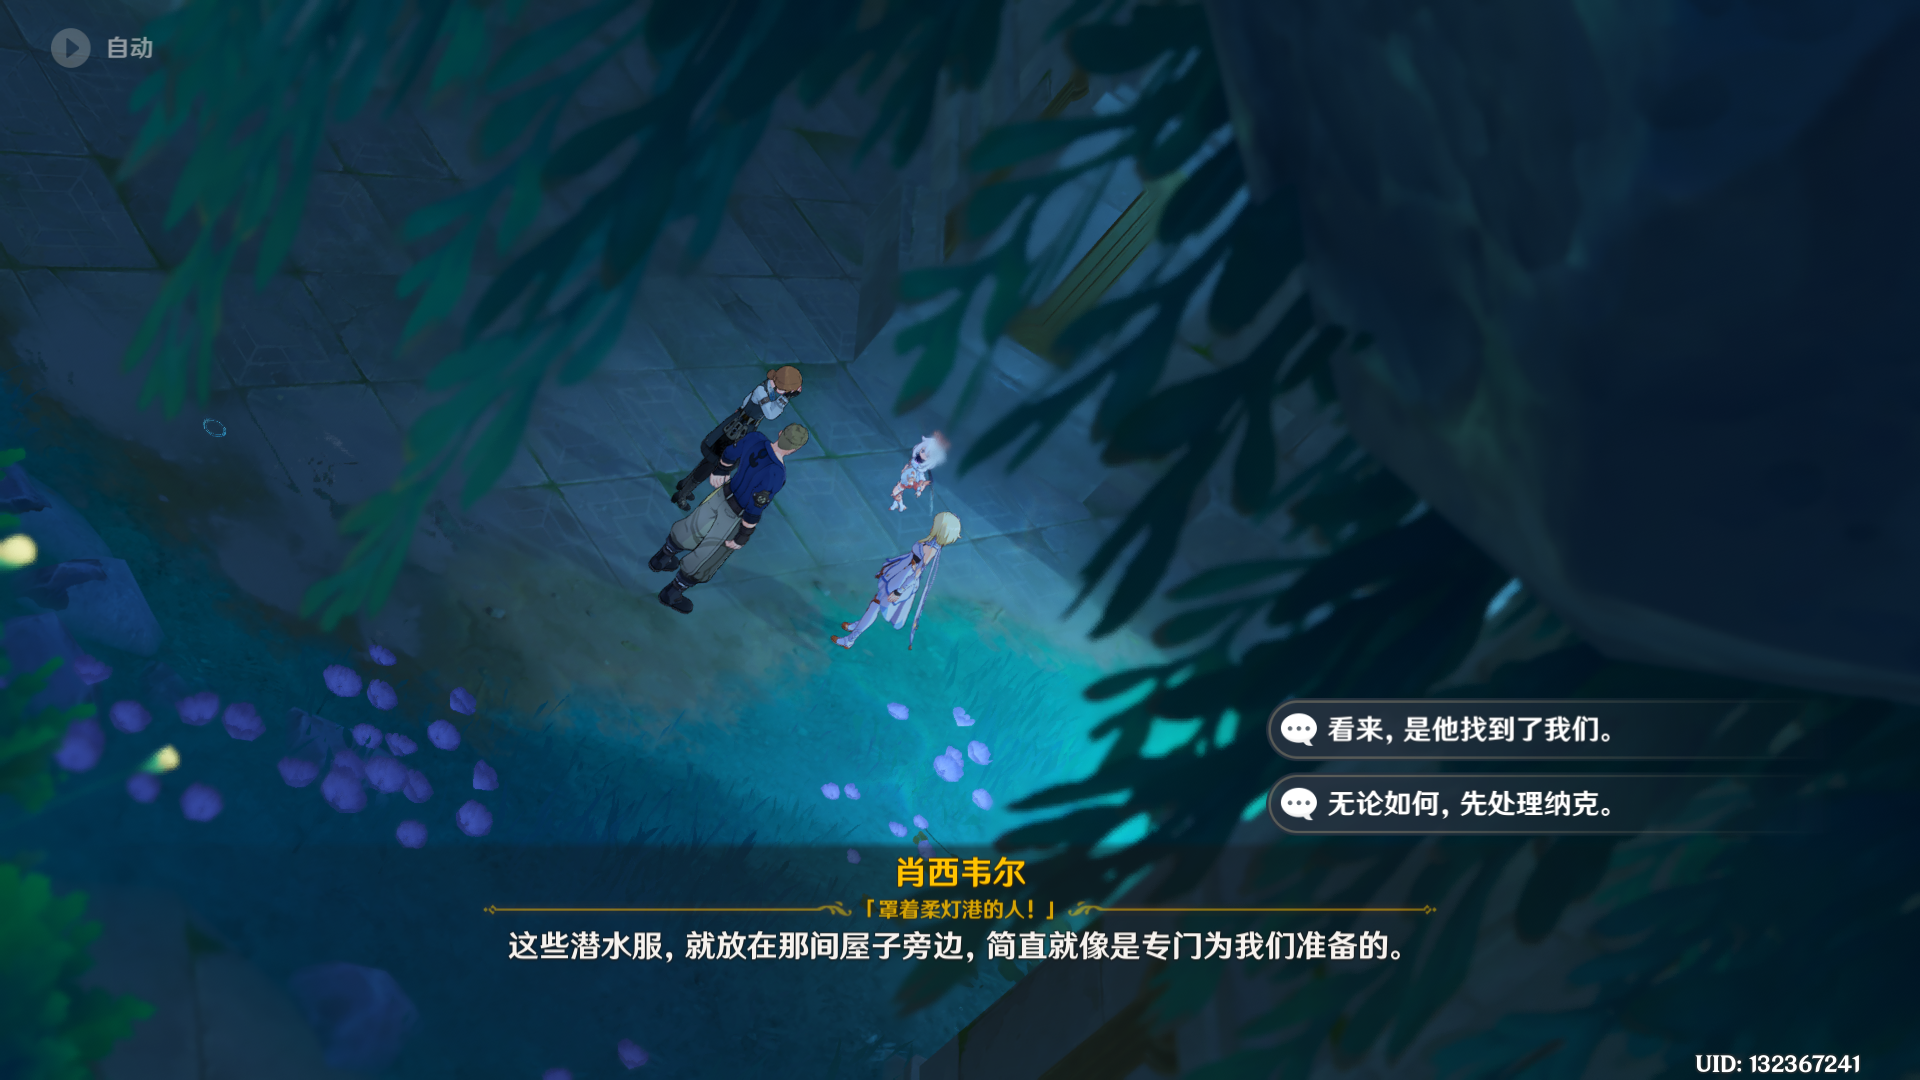 自动
看来，是他找到了我们。
无论如何，先处理纳克。
肖西韦尔
「罩着柔灯港的人！」
这些潜水服，就放在那间屋子旁边，简直就像是专门为我们准备的。
UID: 132367241